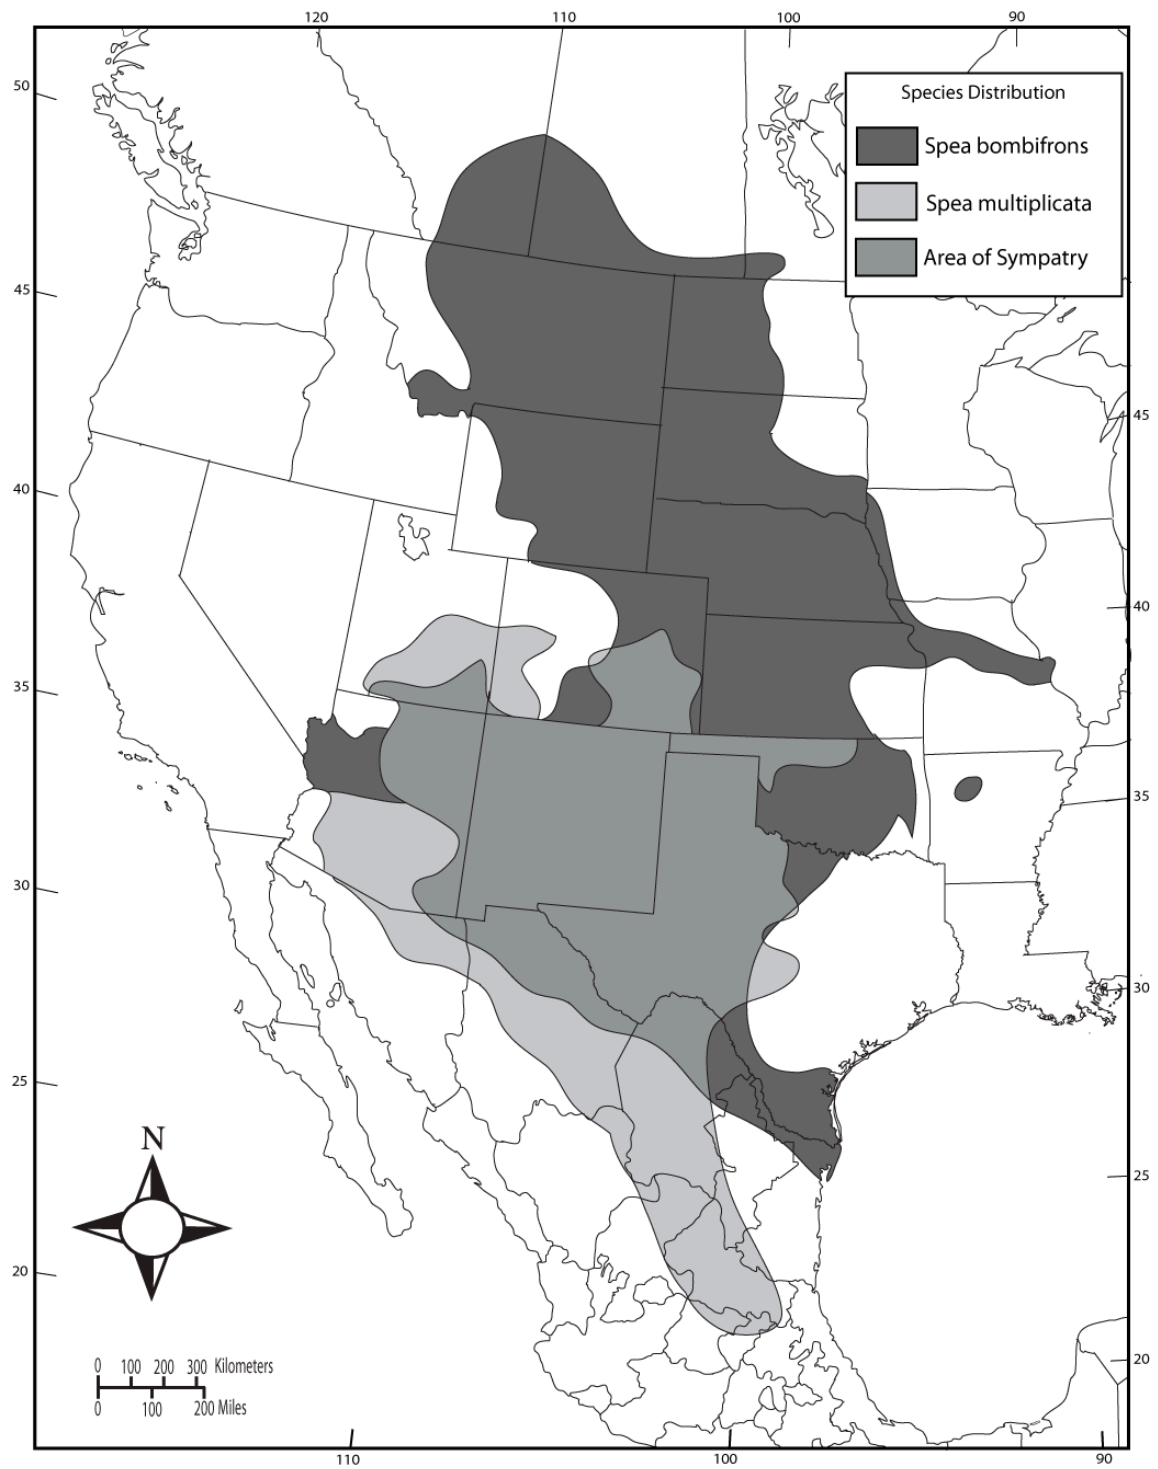 120 110 100 90
50
45
40
35
30
25
20
Species Distribution
Spea bombifrons
Spea multiplicata
Area of Sympatry
45
40
35
30
25
20
N
0 100 200 300 Kilometers
0 100 200 Miles
110 100 90